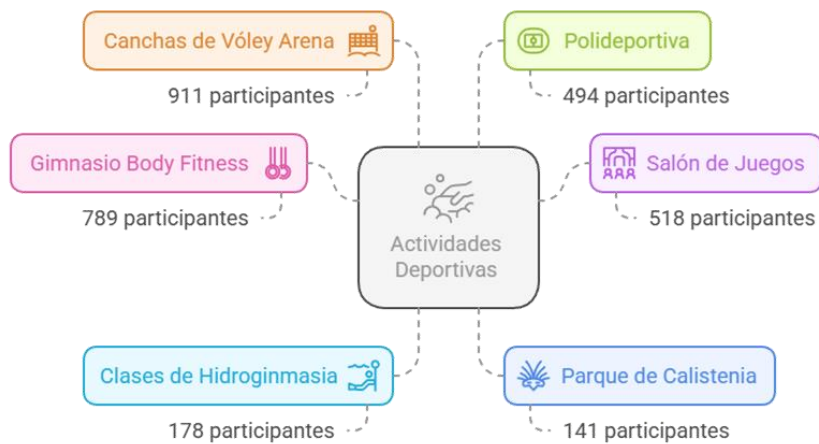 Canchas de Vóley Arena
911 participantes
Polideportiva
494 participantes
Gimnasio Body Fitness
789 participantes
Salón de Juegos
518 participantes
Actividades
Deportivas
Clases de Hidroginmasia
178 participantes
Parque de Calistenia
141 participantes